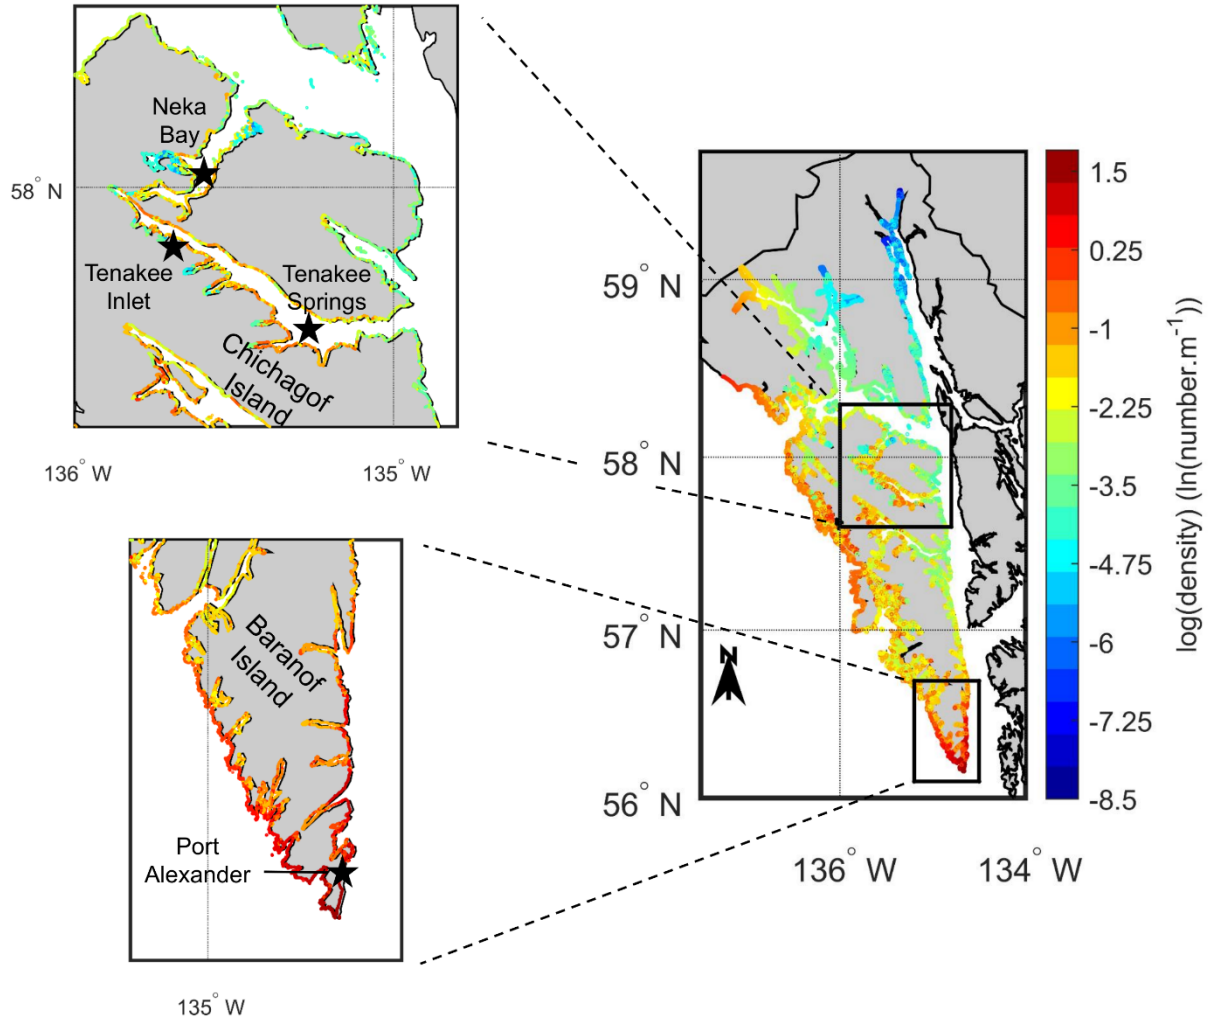 Neka
Bay
58° N
Tenakee
Inlet
Tenakee
Springs
Chichagof
Island
136° W
135° W
Baranof
Island
Port
Alexander
135° W
59° N
58° N
57° N
56° N
N
136° W
134° W
1.5
0.25
-1
-2.25
-3.5
-4.75
-6
-7.25
-8.5
log(density) (ln(number.m⁻¹))